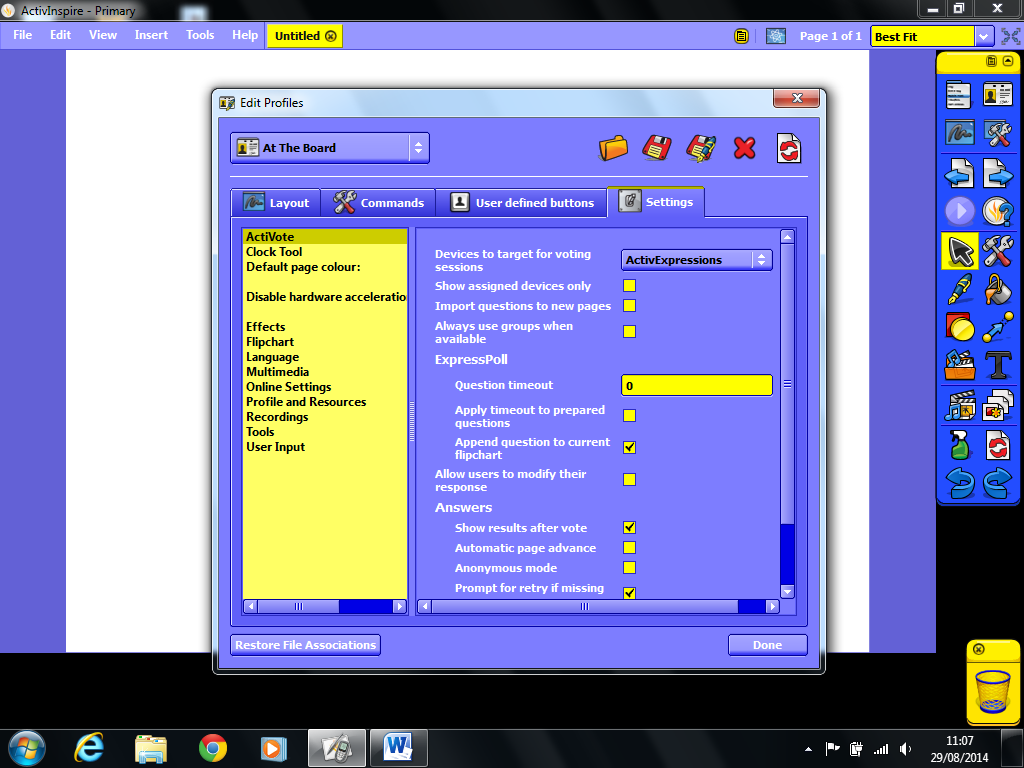 ActivInspire - Primary
File Edit View Insert Tools Help Untitled Page 1 of 1 Best Fit
Edit Profiles
At The Board
Layout Commands User defined buttons Settings
ActiVote
Clock Tool
Default page colour:
Disable hardware acceleratio
Effects
Flipchart
Language
Multimedia
Online Settings
Profile and Resources
Recordings
Tools
User Input
Devices to target for voting
sessions
ActivExpressions
Show assigned devices only
Import questions to new pages
Always use groups when
available
ExpressPoll
Question timeout 0
Apply timeout to prepared
questions
Append question to current
flipchart
Allow users to modify their
response
Answers
Show results after vote
Automatic page advance
Anonymous mode
Prompt for retry if missing
Restore File Associations Done
11:07
29/08/2014